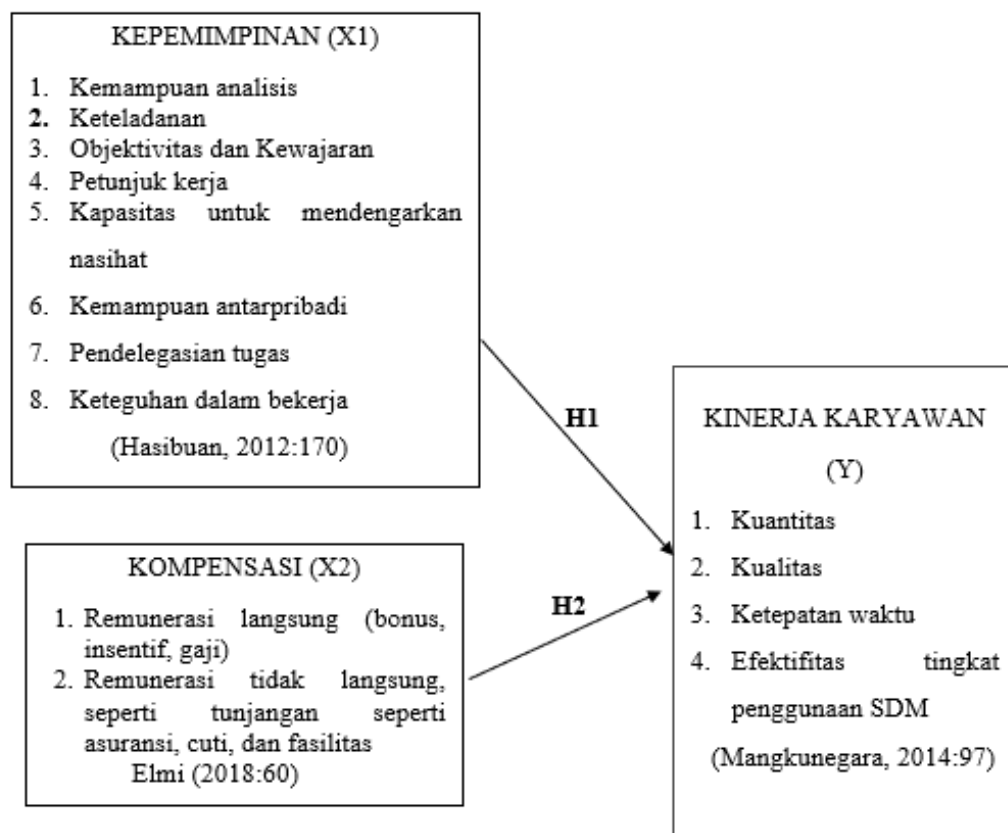 KEPEMIMPINAN (X1)
1. Kemampuan analisis
2. Keteladanan
3. Objektivitas dan Kewajaran
4. Petunjuk kerja
5. Kapasitas untuk mendengarkan
nasihat
6. Kemampuan antarpribadi
7. Pendelegasian tugas
8. Keteguhan dalam bekerja
(Hasibuan, 2012:170)
H1
KOMPENSASI (X2)
1. Remunerasi langsung (bonus,
insentif, gaji)
2. Remunerasi tidak langsung,
seperti tunjangan seperti
asuransi, cuti, dan fasilitas
Elmi (2018:60)
H2
KINERJA KARYAWAN
(Y)
1. Kuantitas
2. Kualitas
3. Ketepatan waktu
4. Efektifitas tingkat
penggunaan SDM
(Mangkunegara, 2014:97)